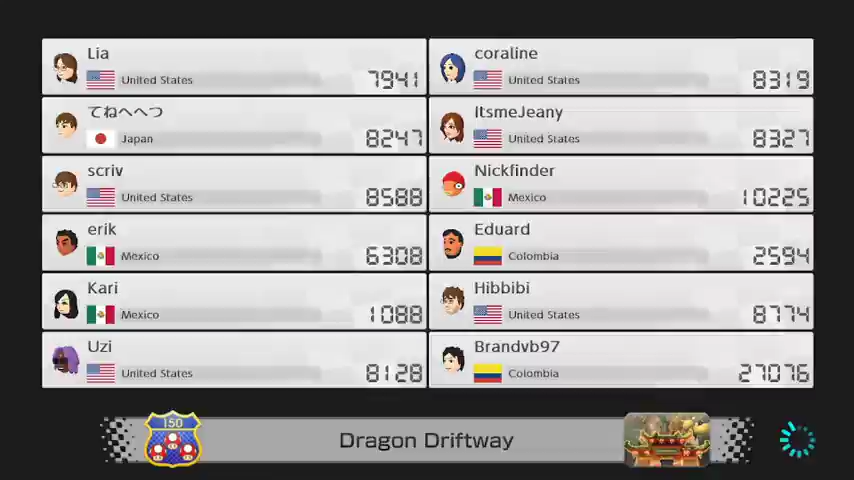 Lia
United States 7941
coraline
United States 8319
てねへへつ
Japan 8247
ItsmeJeany
United States 8327
scriv
United States 8588
Nickfinder
Mexico 10225
erik
Mexico 6308
Eduard
Colombia 2594
Kari
Mexico 1088
Hibbibi
United States 8774
Uzi
United States 8128
Brandvb97
Colombia 27076
150
Dragon Driftway